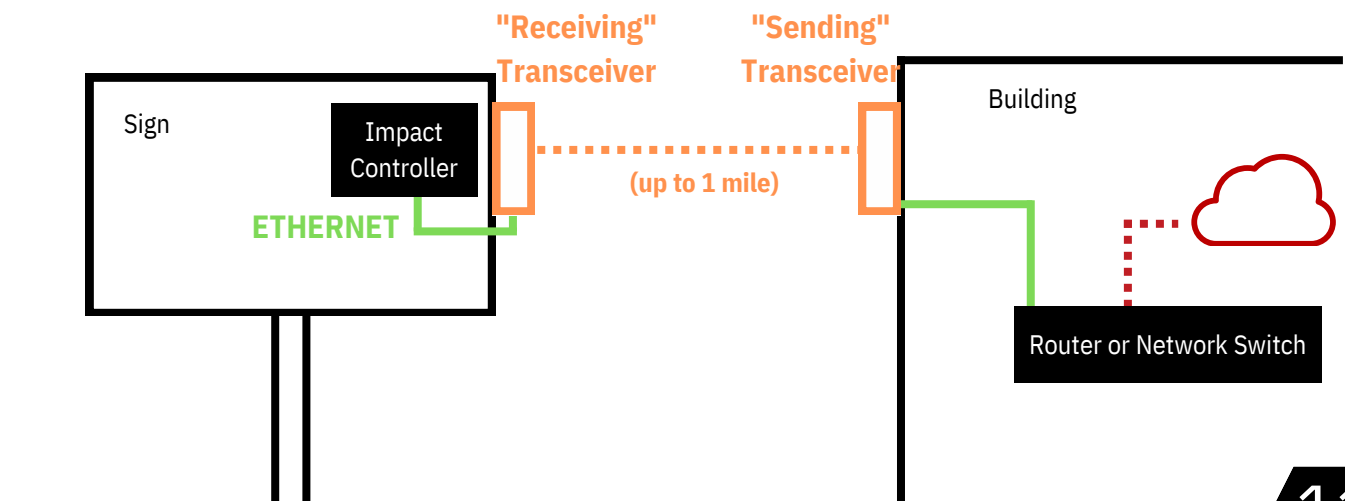 "Receiving"
Transceiver
"Sending"
Transceiver
Sign
Impact
Controller
ETHERNET
(up to 1 mile)
Building
Router or Network Switch